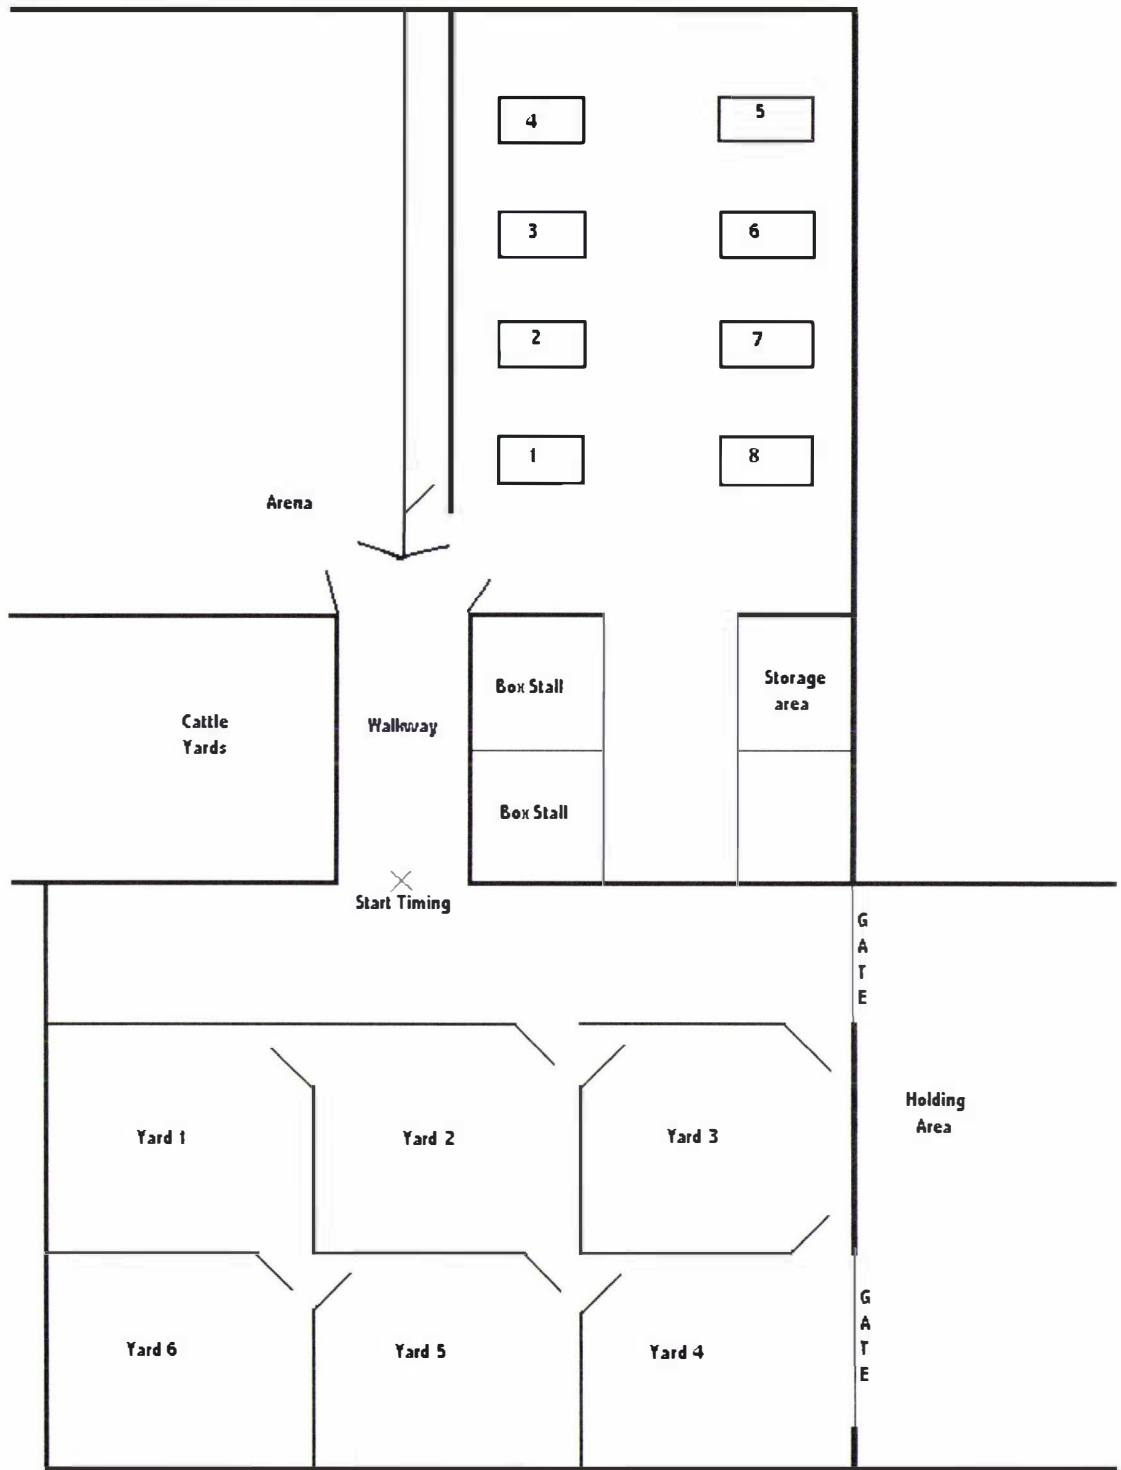 4
5
3
6
2
7
1
8
Arena
Box Stall
Storage
area
Cattle
Yards
Walkway
Box Stall
Start Timing
G
A
T
E
Holding
Area
Yard 1
Yard 2
Yard 3
G
A
T
E
Yard 6
Yard 5
Yard 4